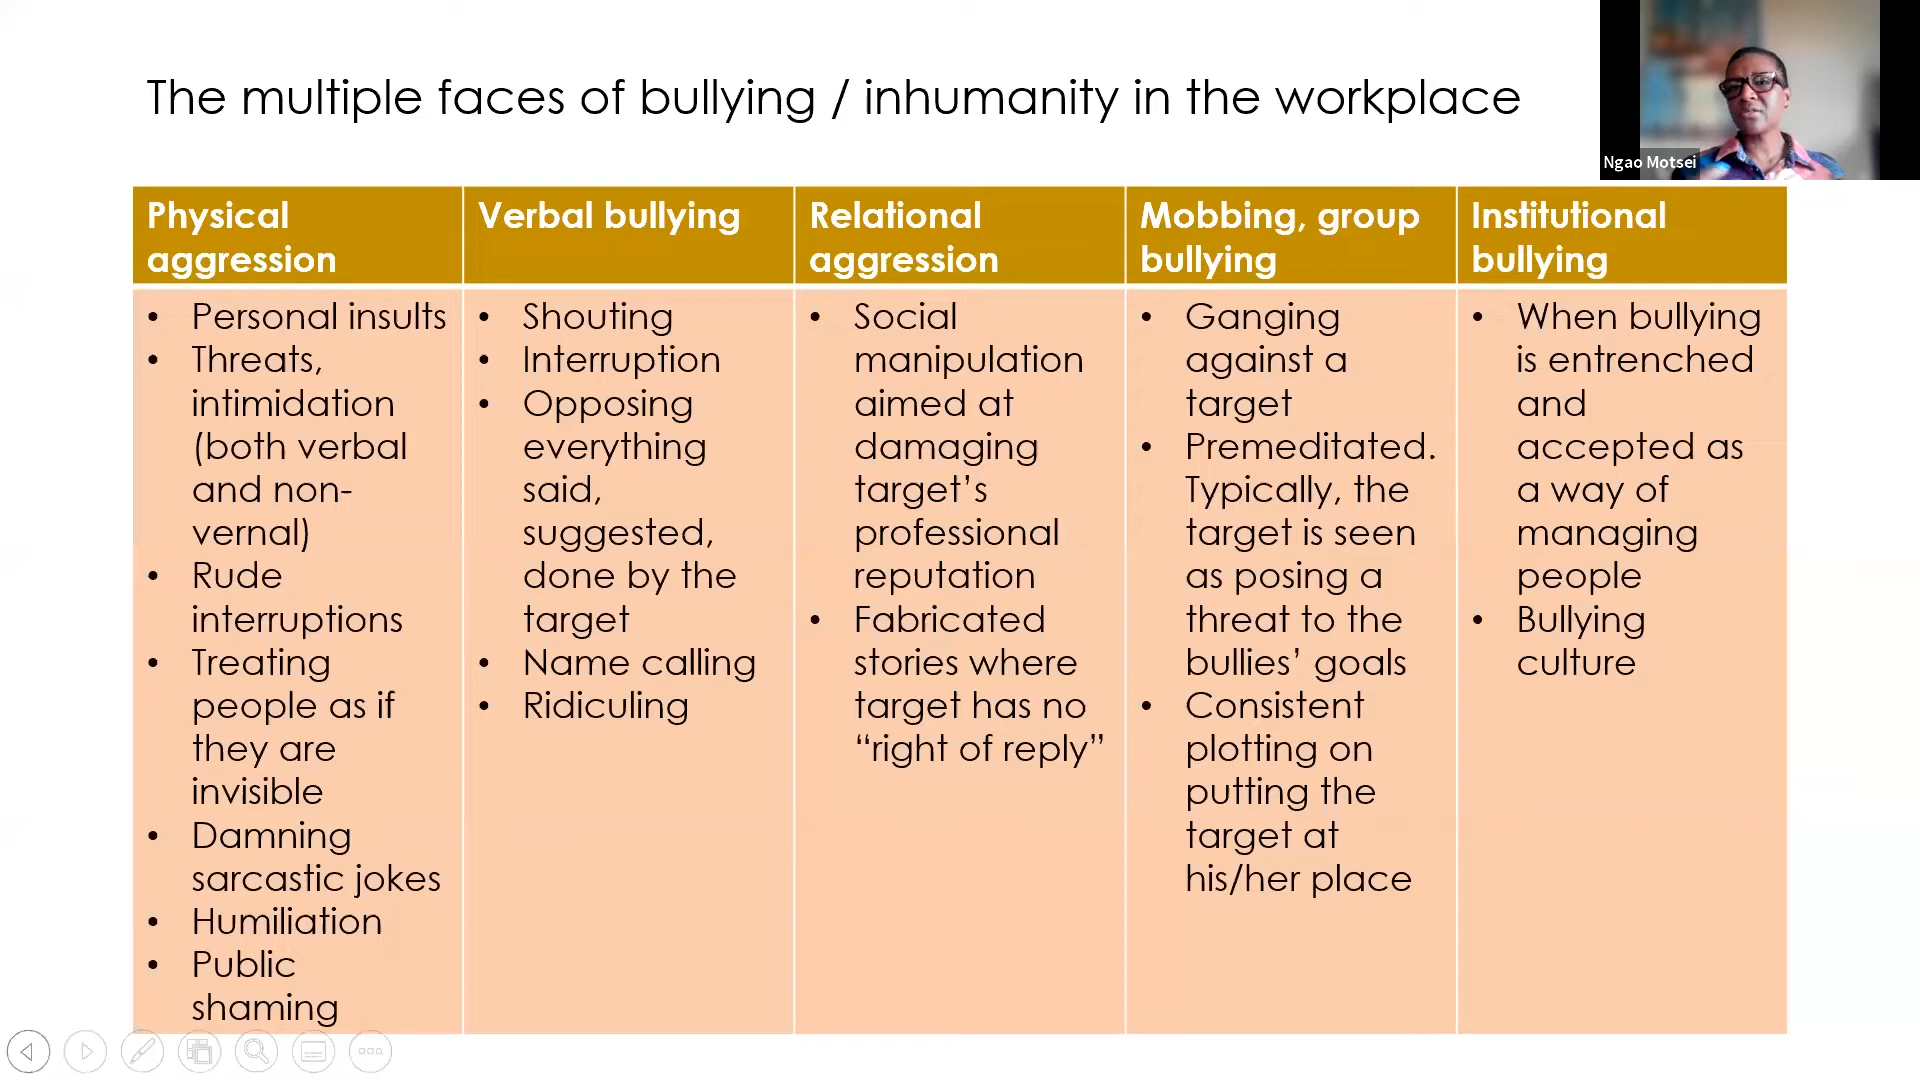 The multiple faces of bullying / inhumanity in the workplace
Ngao Motsei
Physical
aggression
• Personal insults
• Threats,
intimidation
(both verbal
and non-
vernal)
• Rude
interruptions
• Treating
people as if
they are
invisible
• Damning
sarcastic jokes
• Humiliation
• Public
shaming
Verbal bullying
• Shouting
• Interruption
• Opposing
everything
said,
suggested,
done by the
target
• Name calling
• Ridiculing
Relational
aggression
• Social
manipulation
aimed at
damaging
target’s
professional
reputation
• Fabricated
stories where
target has no
“right of reply”
Mobbing, group
bullying
• Ganging
against a
target
• Premeditated.
Typically, the
target is seen
as posing a
threat to the
bullies’ goals
• Consistent
plotting on
putting the
target at
his/her place
Institutional
bullying
• When bullying
is entrenched
and
accepted as
a way of
managing
people
• Bullying
culture